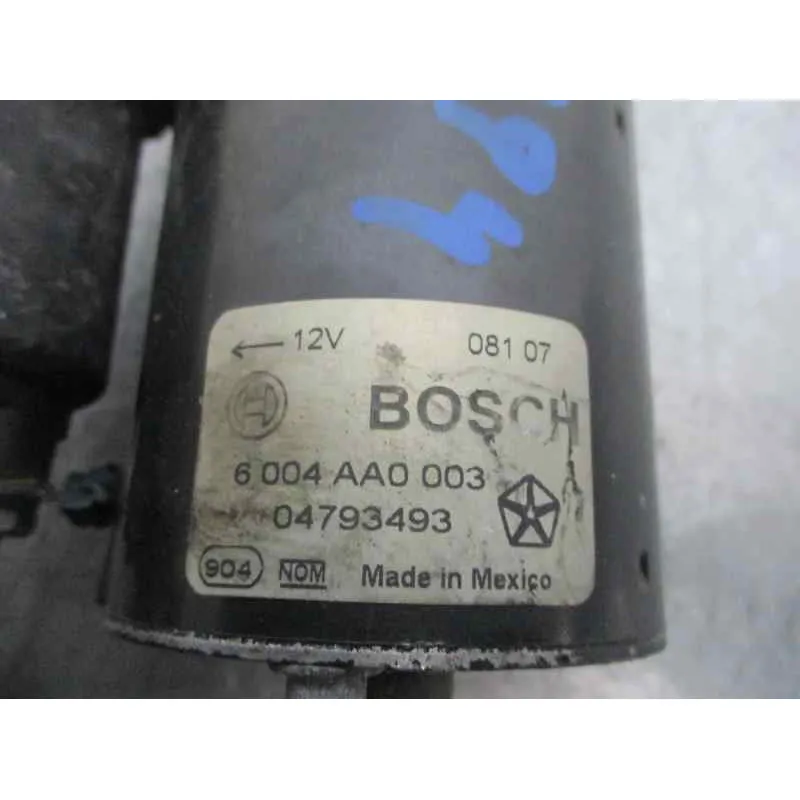 12V 081 07
BOSCH
6 004 AA0 003
04793493
904 NOM Made in Mexico